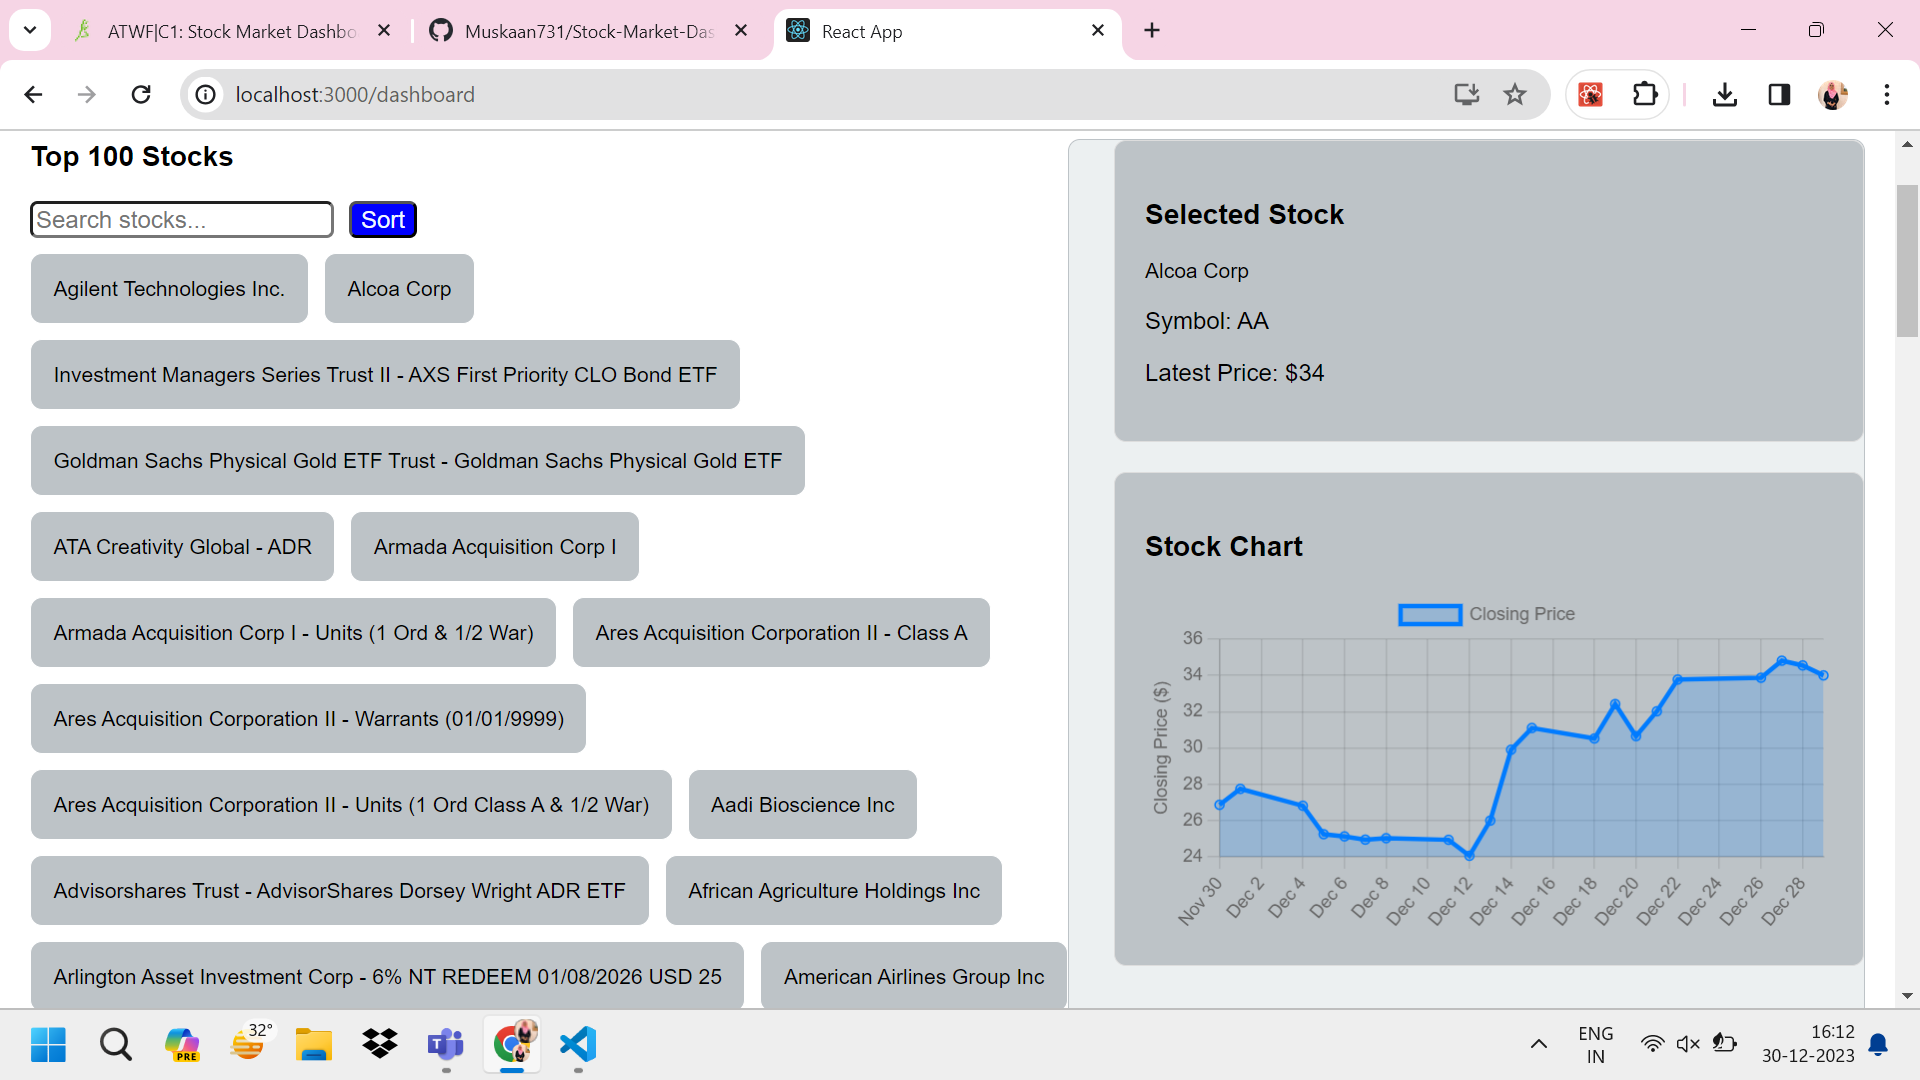 ATWF|C1: Stock Market Dashbo
Muskaan731/Stock-Market-Das
React App
localhost:3000/dashboard
Top 100 Stocks
Search stocks...
Sort
Agilent Technologies Inc.
Alcoa Corp
Investment Managers Series Trust II - AXS First Priority CLO Bond ETF
Goldman Sachs Physical Gold ETF Trust - Goldman Sachs Physical Gold ETF
ATA Creativity Global - ADR
Armada Acquisition Corp I
Armada Acquisition Corp I - Units (1 Ord & 1/2 War)
Ares Acquisition Corporation II - Class A
Ares Acquisition Corporation II - Warrants (01/01/9999)
Ares Acquisition Corporation II - Units (1 Ord Class A & 1/2 War)
Aadi Bioscience Inc
Advisorshares Trust - AdvisorShares Dorsey Wright ADR ETF
African Agriculture Holdings Inc
Arlington Asset Investment Corp - 6% NT REDEEM 01/08/2026 USD 25
American Airlines Group Inc
Selected Stock
Alcoa Corp
Symbol: AA
Latest Price: $34
Stock Chart
Closing Price
Closing Price ($)
36
34
32
30
28
26
24
Nov 30
Dec 2
Dec 4
Dec 6
Dec 8
Dec 10
Dec 12
Dec 14
Dec 16
Dec 18
Dec 20
Dec 22
Dec 24
Dec 26
Dec 28
PRE
32°
T
ENG
IN
16:12
30-12-2023